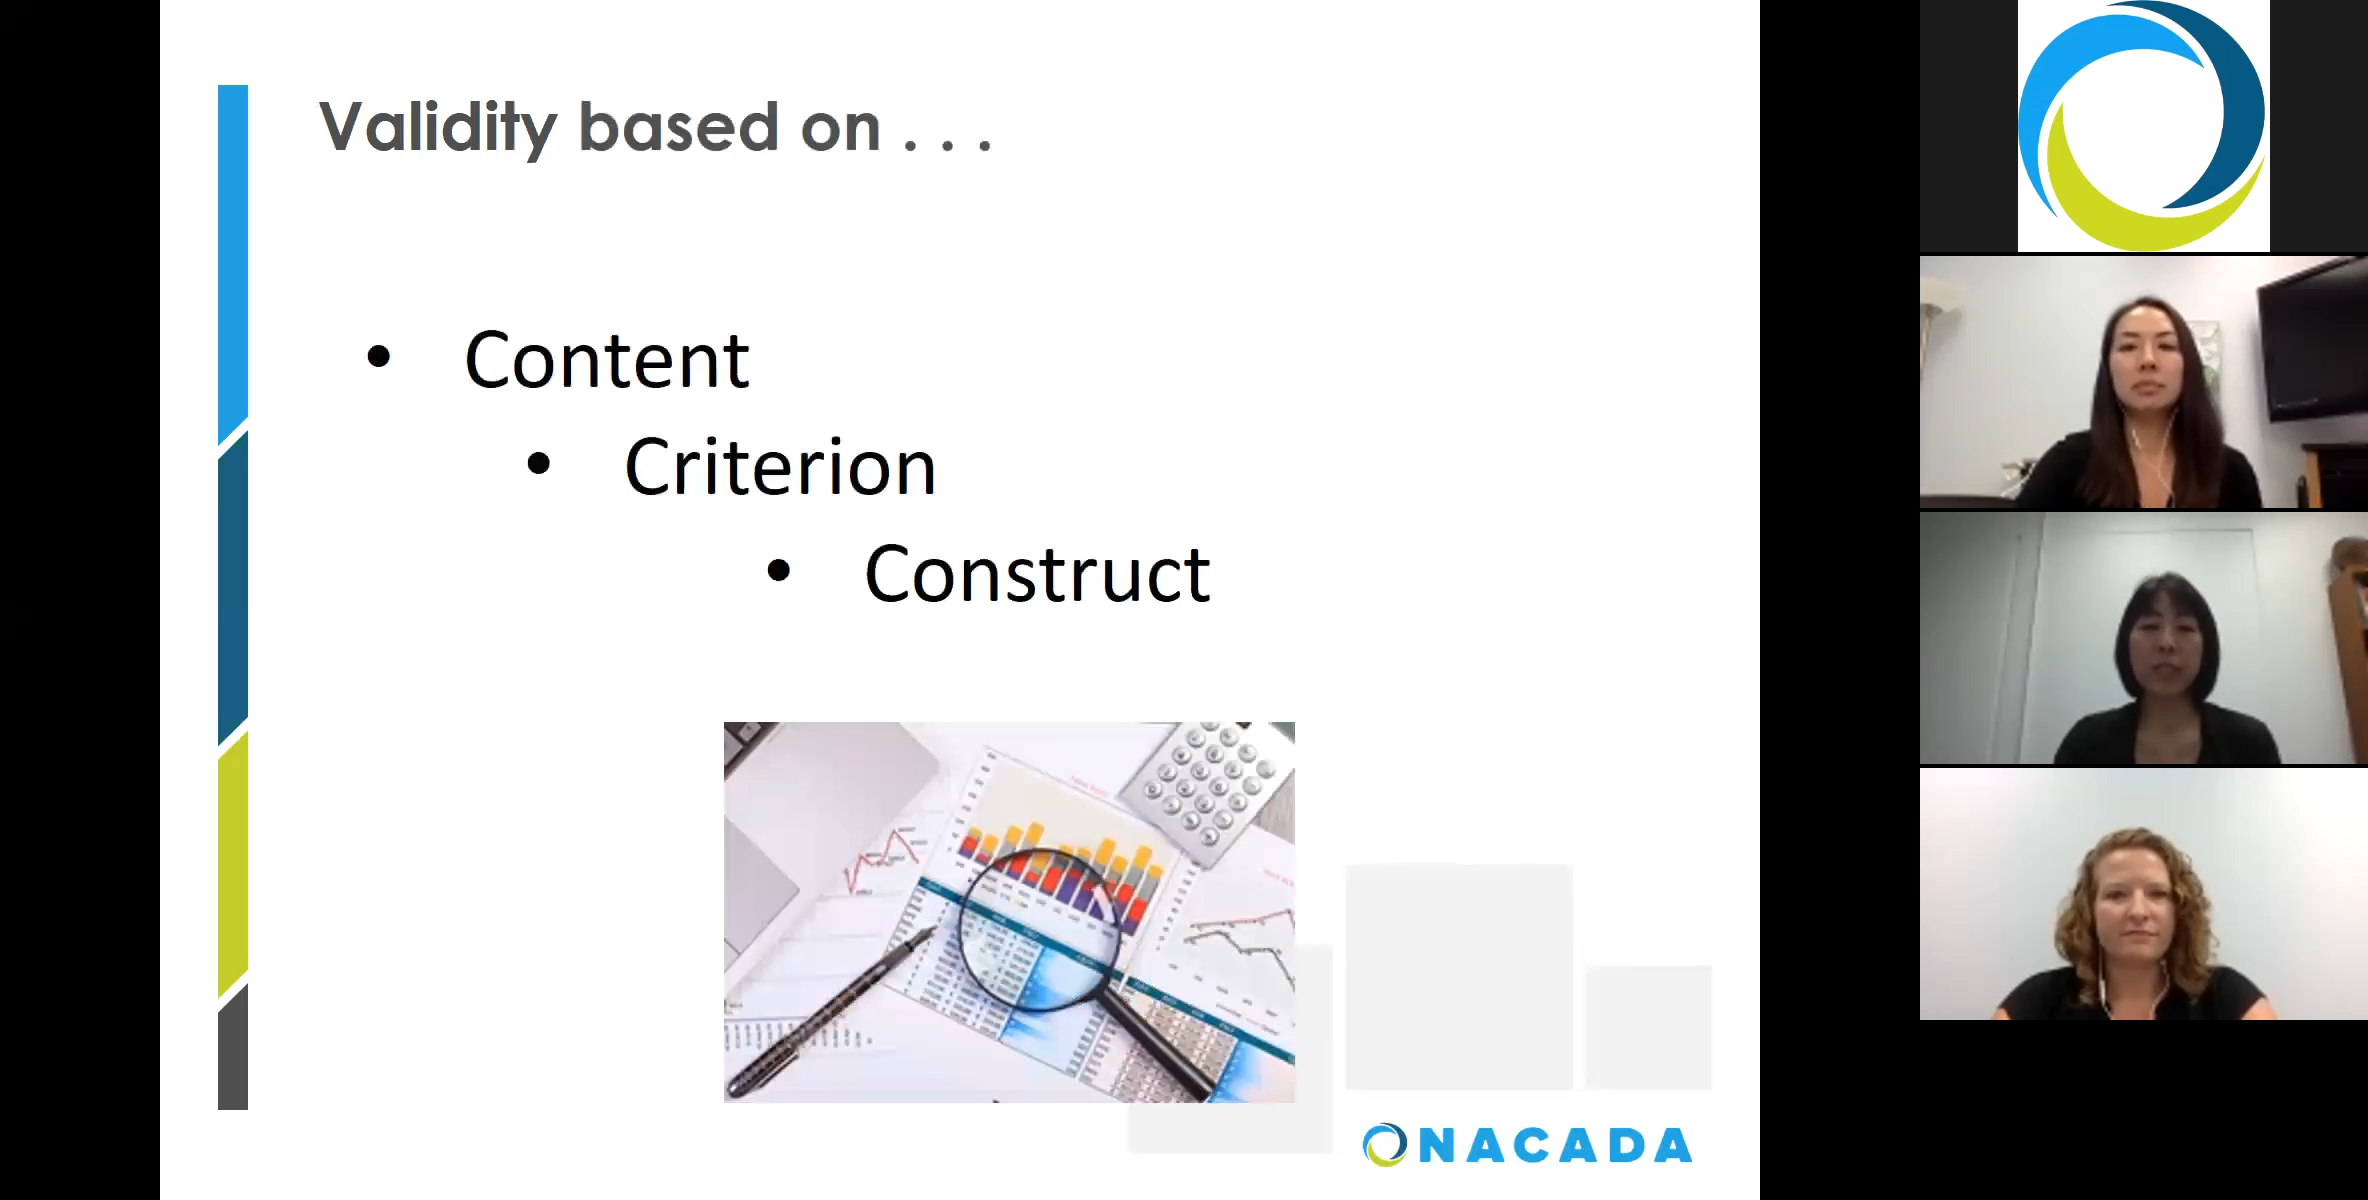 Validity based on . . .
• Content
• Criterion
• Construct
NACADA